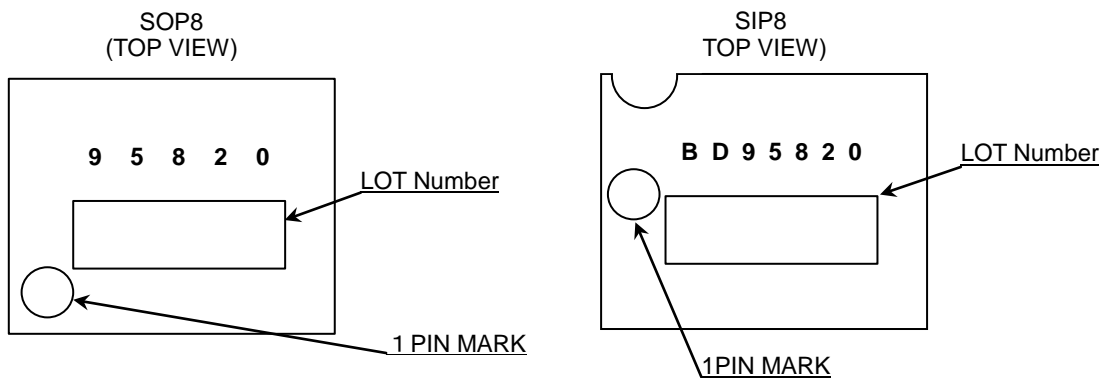 SOP8
(TOP VIEW)
9 5 8 2 0
LOT Number
1 PIN MARK
SIP8
TOP VIEW)
B D 9 5 8 2 0
LOT Number
1PIN MARK